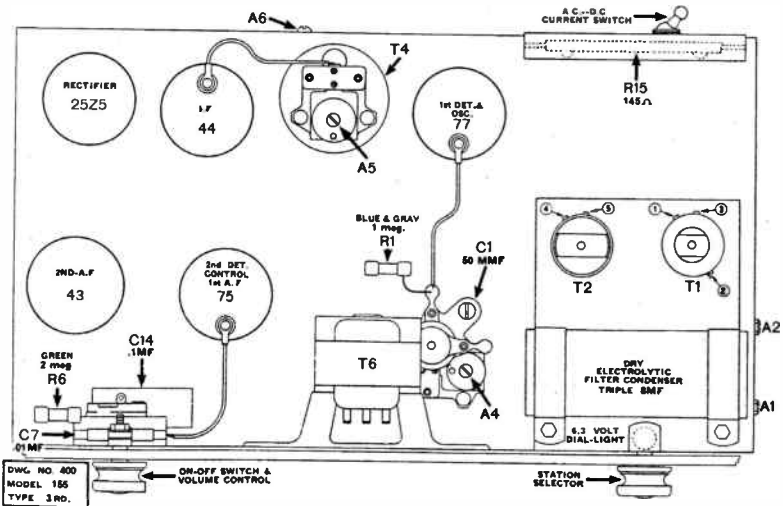 A6
T4
A.C.-D.C
CURRENT SWITCH
R15
145Ω
RECTIFIER
25Z5
I.F
44
A5
1st DET.&
OSC.
77
BLUE & GRAY
1 meg.
R1
C1
50 MMF
4
5
1
3
2
T2
T1
2ND-A.F
43
2nd DET.
CONTROL
1st A.F
75
C14
.1MF
GREEN
2 meg
R6
C7
.01MF
T6
A4
A2
A1
DRY
ELECTROLYTIC
FILTER CONDENSER
TRIPLE 8MF
6.3 VOLT
DIAL-LIGHT
ON-OFF SWITCH &
VOLUME CONTROL
STATION
SELECTOR
DWG NO. 400
MODEL 155
TYPE 3RD.